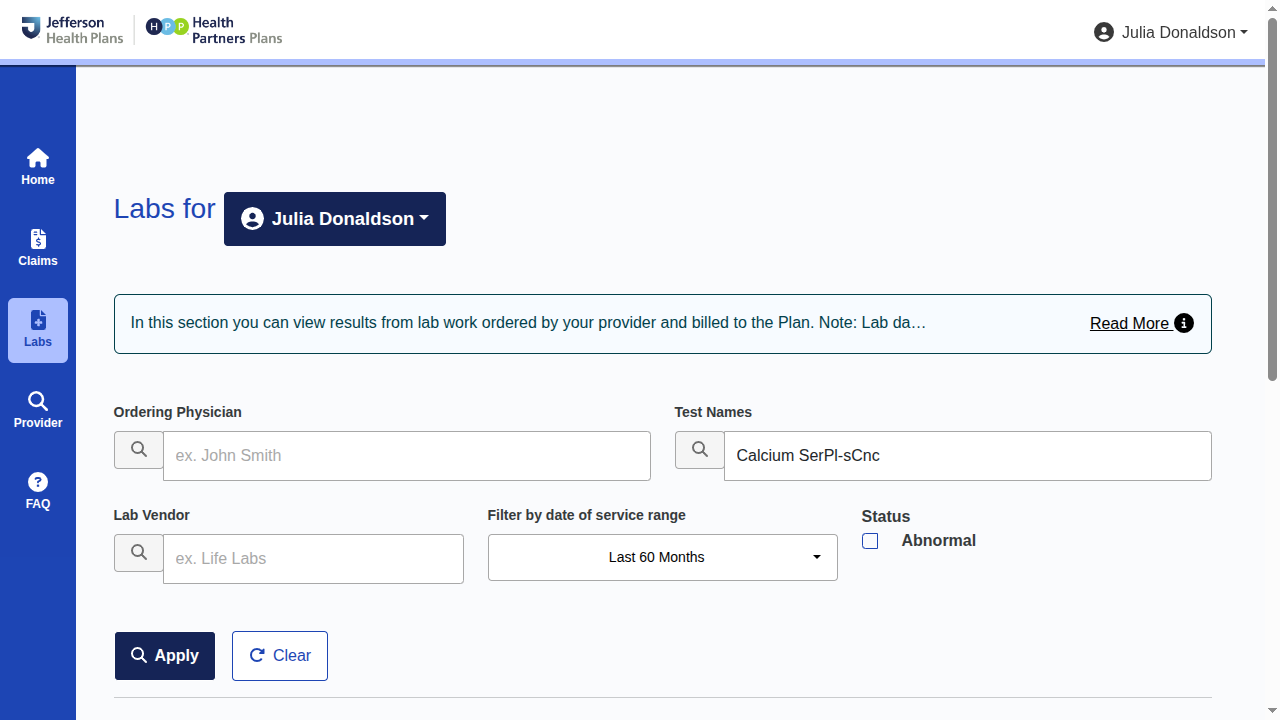 Jefferson
Health Plans
HPP
Health
Partners Plans
Julia Donaldson
Home
Claims
Labs
Provider
FAQ
Labs for
Julia Donaldson
In this section you can view results from lab work ordered by your provider and billed to the Plan. Note: Lab da…
Read More
Ordering Physician
ex. John Smith
Test Names
Calcium SerPl-sCnc
Lab Vendor
ex. Life Labs
Filter by date of service range
Last 60 Months
Status
Abnormal
Apply
Clear